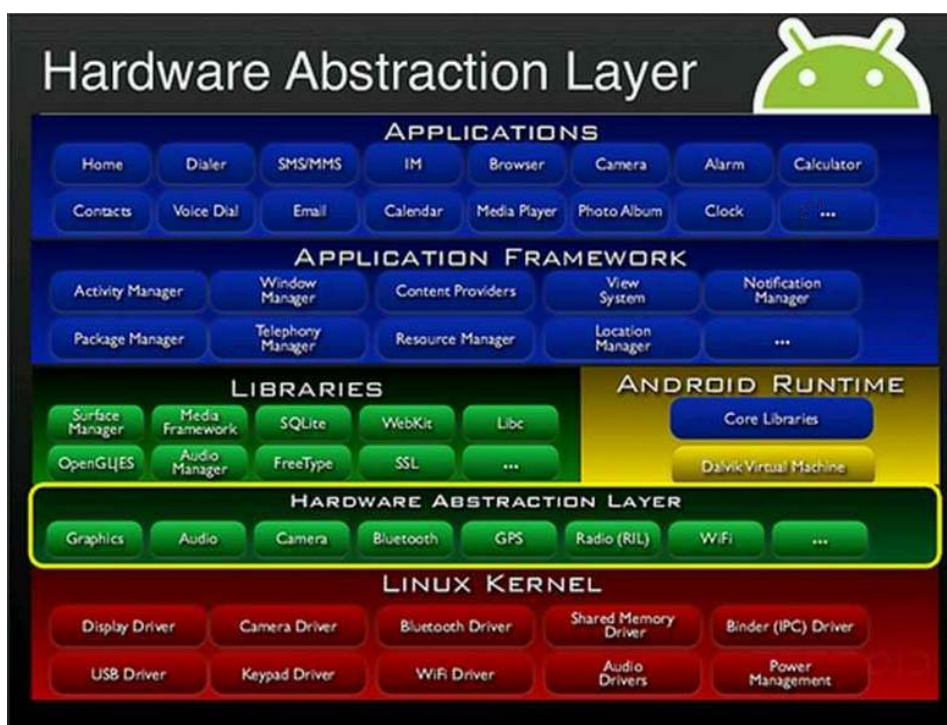 Hardware Abstraction Layer
APPLICATIONS
Home Dialer SMS/MMS IM Browser Camera Alarm Calculator
Contacts Voice Dial Email Calendar Media Player Photo Album Clock ...
APPLICATION FRAMEWORK
Activity Manager Window Manager Content Providers View System Notification Manager
Package Manager Telephony Manager Resource Manager Location Manager ...
LIBRARIES
Surface Manager Media Framework SQLite WebKit Libc
OpenGL|ES Audio Manager FreeType SSL ...
ANDROID RUNTIME
Core Libraries
Dalvik Virtual Machine
HARDWARE ABSTRACTION LAYER
Graphics Audio Camera Bluetooth GPS Radio (RIL) WiFi ...
LINUX KERNEL
Display Driver Camera Driver Bluetooth Driver Shared Memory Driver Binder (IPC) Driver
USB Driver Keypad Driver WiFi Driver Audio Drivers Power Management